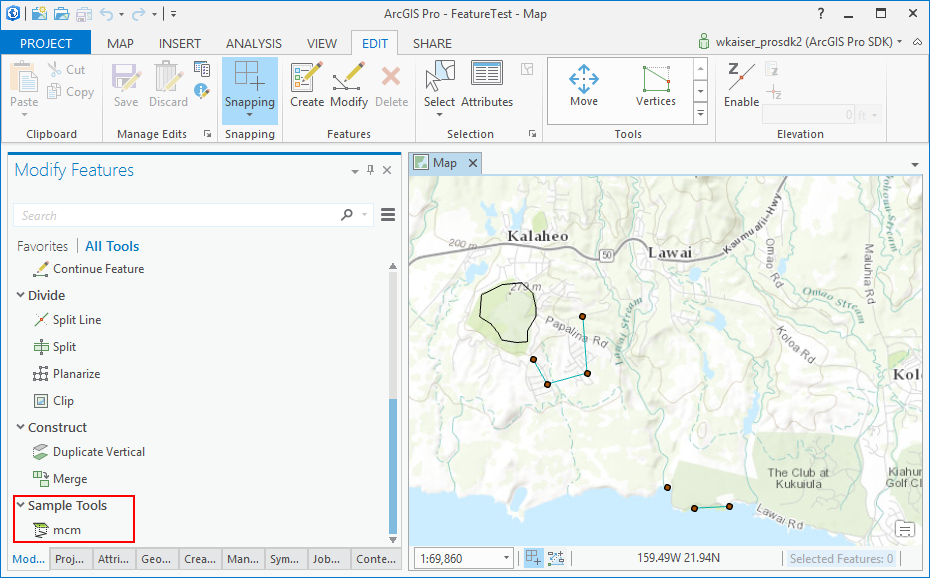 ArcGIS Pro - FeatureTest - Map
PROJECT MAP INSERT ANALYSIS VIEW EDIT SHARE wkaiser_prosdk2 (ArcGIS Pro SDK)
Paste Cut Copy
Save Discard Snapping Create Modify Delete Select Attributes Move Vertices Enable
0 ft
Clipboard Manage Edits Snapping Features Selection Tools Elevation
Modify Features
Search
Favorites All Tools
Continue Feature
Divide
Split Line
Split
Planarize
Clip
Construct
Duplicate Vertical
Merge
Sample Tools
mcm
Mod... Proj... Attri... Geo... Crea... Man... Sym... Job... Conte...
Map
Kalaheo
200 m
50
Lawai
Kaumualii-Hwy
Omao Rd
Maluhia Rd
279 m
Papalina Rd
Omao Stream
Koloa Rd
Kol
The Club at
Kukuiula
Kiahun
Golf Cl
Lawai Rd
1:69,860
159.49W 21.94N
Selected Features: 0